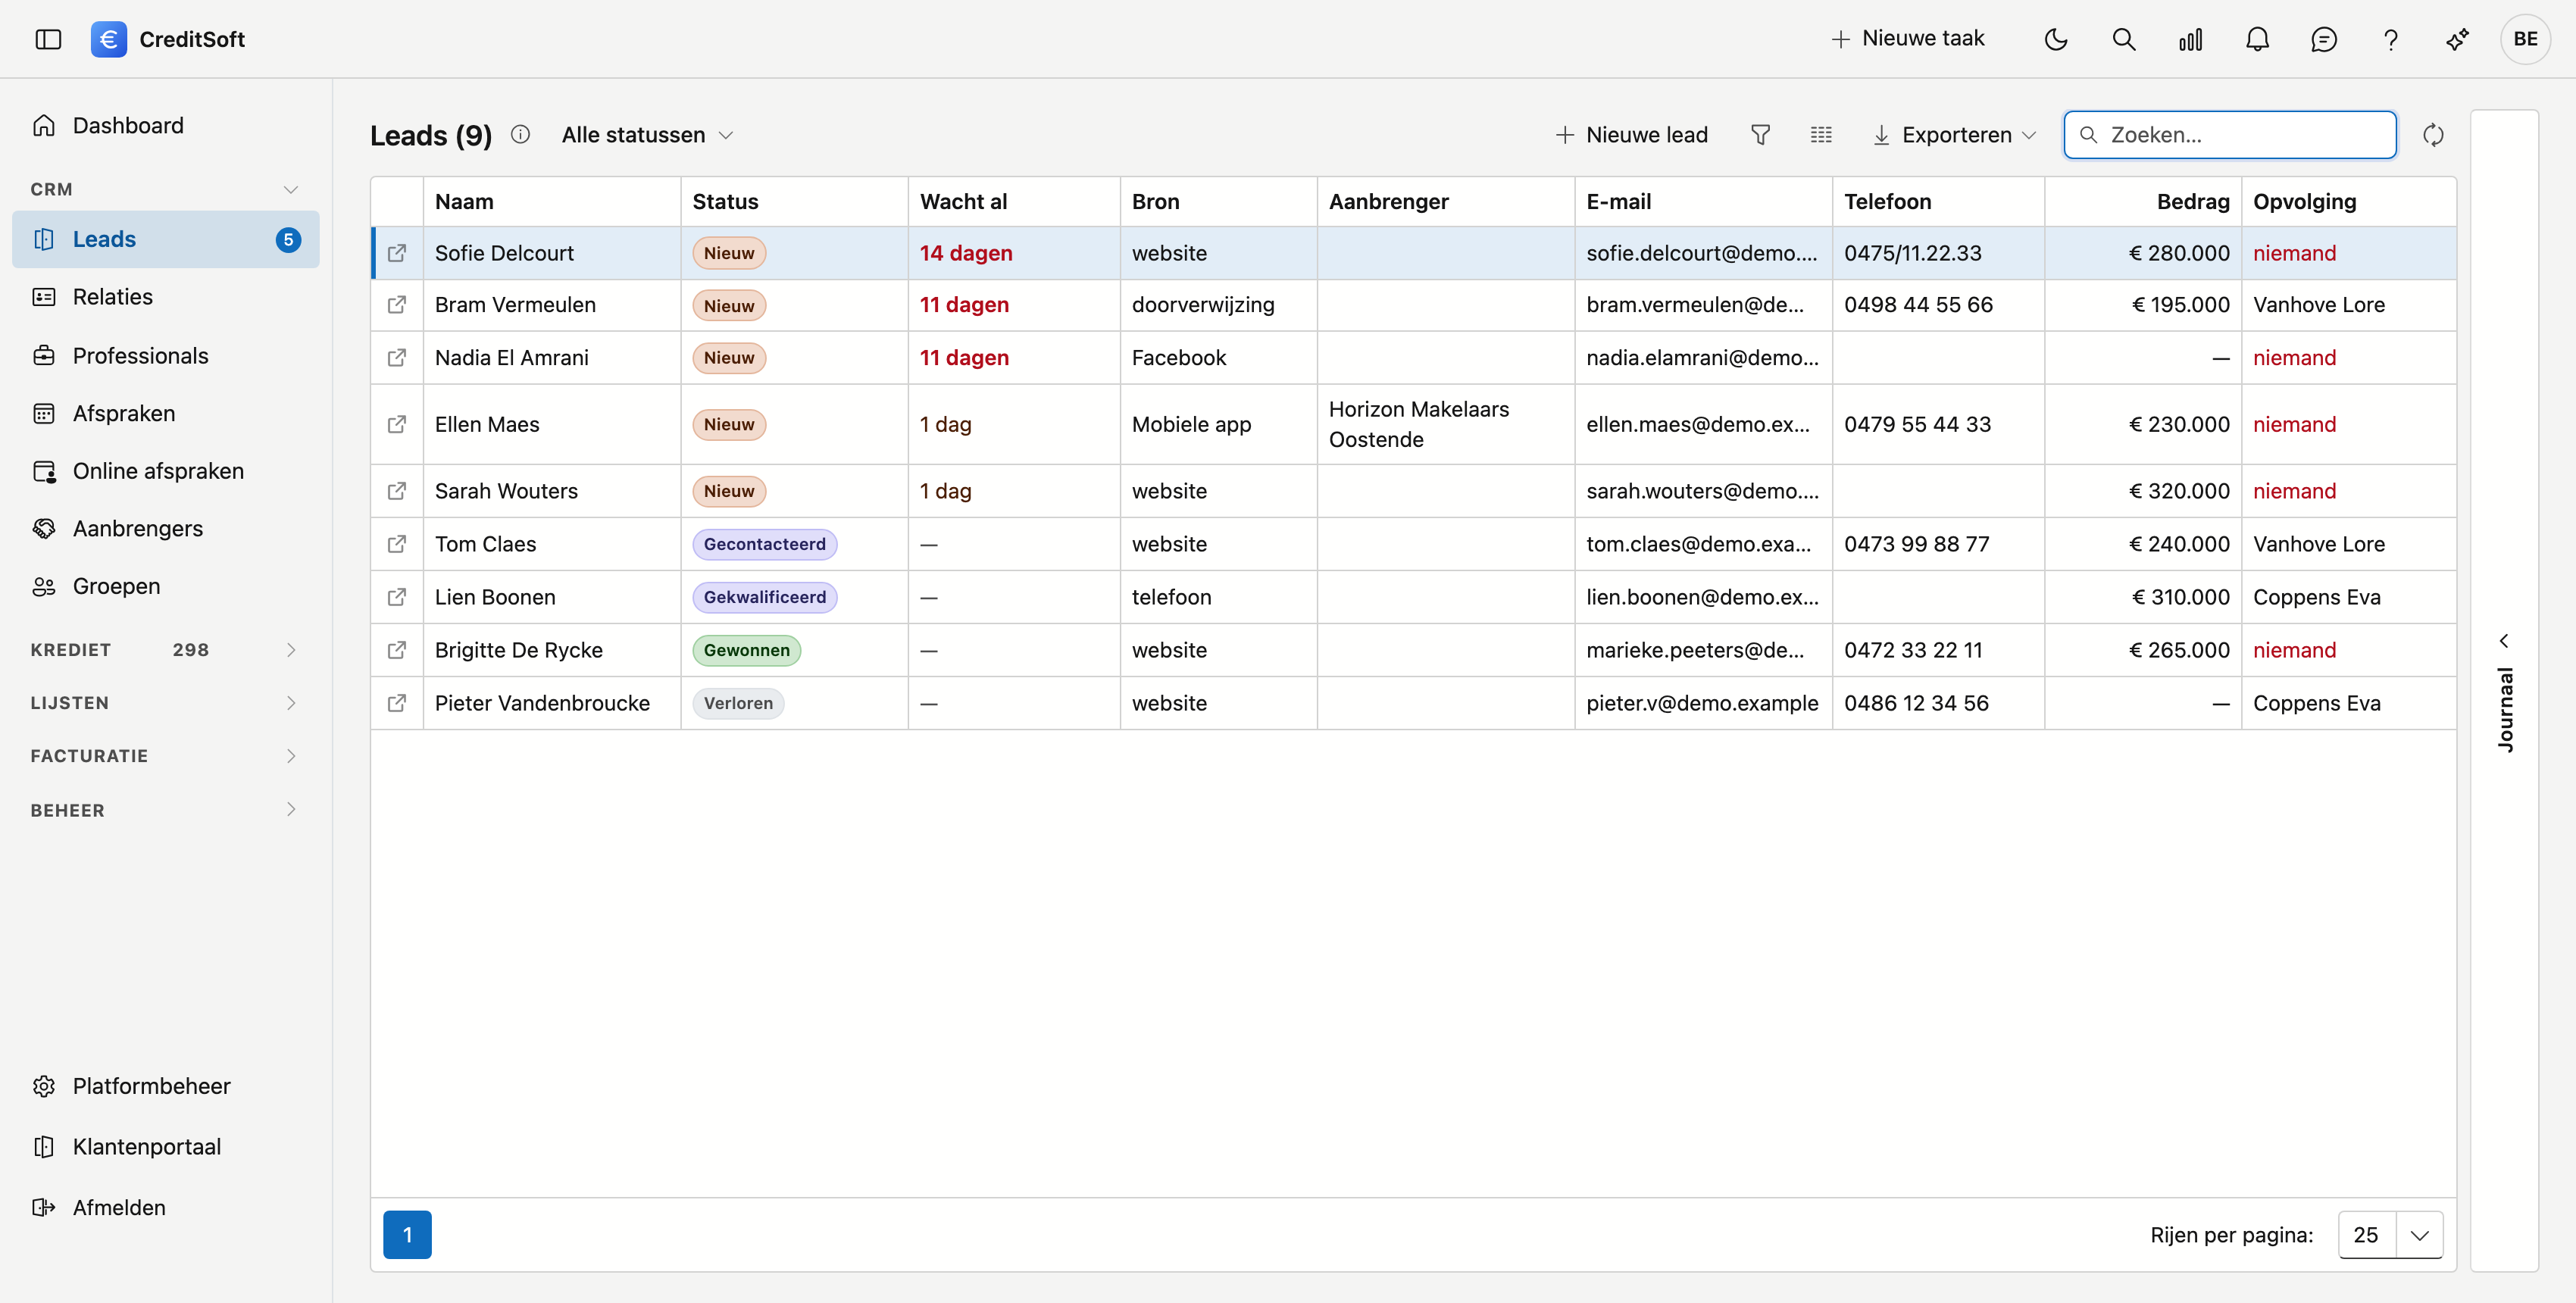 CreditSoft
Nieuwe taak
BE
Dashboard
CRM
Leads 5
Relaties
Professionals
Afspraken
Online afspraken
Aanbrengers
Groepen
KREDIET 298
LIJSTEN
FACTURATIE
BEHEER
Platformbeheer
Klantenportaal
Afmelden
Leads (9) Alle statussen Nieuwe lead Exporteren Zoeken...
Naam Status Wacht al Bron Aanbrenger E-mail Telefoon Bedrag Opvolging
Sofie Delcourt Nieuw 14 dagen website sofie.delcourt@demo.... 0475/11.22.33 € 280.000 niemand
Bram Vermeulen Nieuw 11 dagen doorverwijzing bram.vermeulen@de... 0498 44 55 66 € 195.000 Vanhove Lore
Nadia El Amrani Nieuw 11 dagen Facebook nadia.elamrani@demo... — niemand
Ellen Maes Nieuw 1 dag Mobiele app Horizon Makelaars Oostende ellen.maes@demo.ex... 0479 55 44 33 € 230.000 niemand
Sarah Wouters Nieuw 1 dag website sarah.wouters@demo.... € 320.000 niemand
Tom Claes Gecontacteerd — website tom.claes@demo.exa... 0473 99 88 77 € 240.000 Vanhove Lore
Lien Boonen Gekwalificeerd — telefoon lien.boonen@demo.ex... € 310.000 Coppens Eva
Brigitte De Rycke Gewonnen — website marieke.peeters@de... 0472 33 22 11 € 265.000 niemand
Pieter Vandenbroucke Verloren — website pieter.v@demo.example 0486 12 34 56 — Coppens Eva
1
Rijen per pagina: 25
Journaal